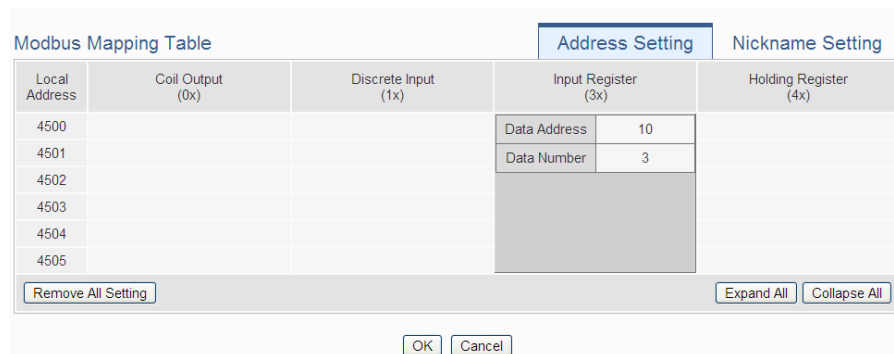 Modbus Mapping Table Address Setting Nickname Setting
Local Address Coil Output (0x) Discrete Input (1x) Input Register (3x) Holding Register (4x)
4500 Data Address 10
4501 Data Number 3
4502
4503
4504
4505
Remove All Setting Expand All Collapse All
OK Cancel